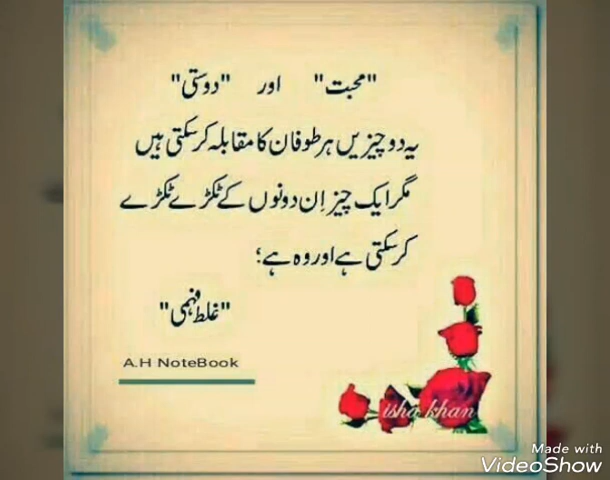 "محبت" اور "دوستی"
یہ دو چیزیں ہر طوفان کا مقابلہ کر سکتی ہیں
مگر ایک چیز اِن دونوں کے ٹکڑے ٹکڑے
کر سکتی ہے اور وہ ہے؛
"غلط فہمی"
A.H NoteBook
isha khan
Made with
VideoShow